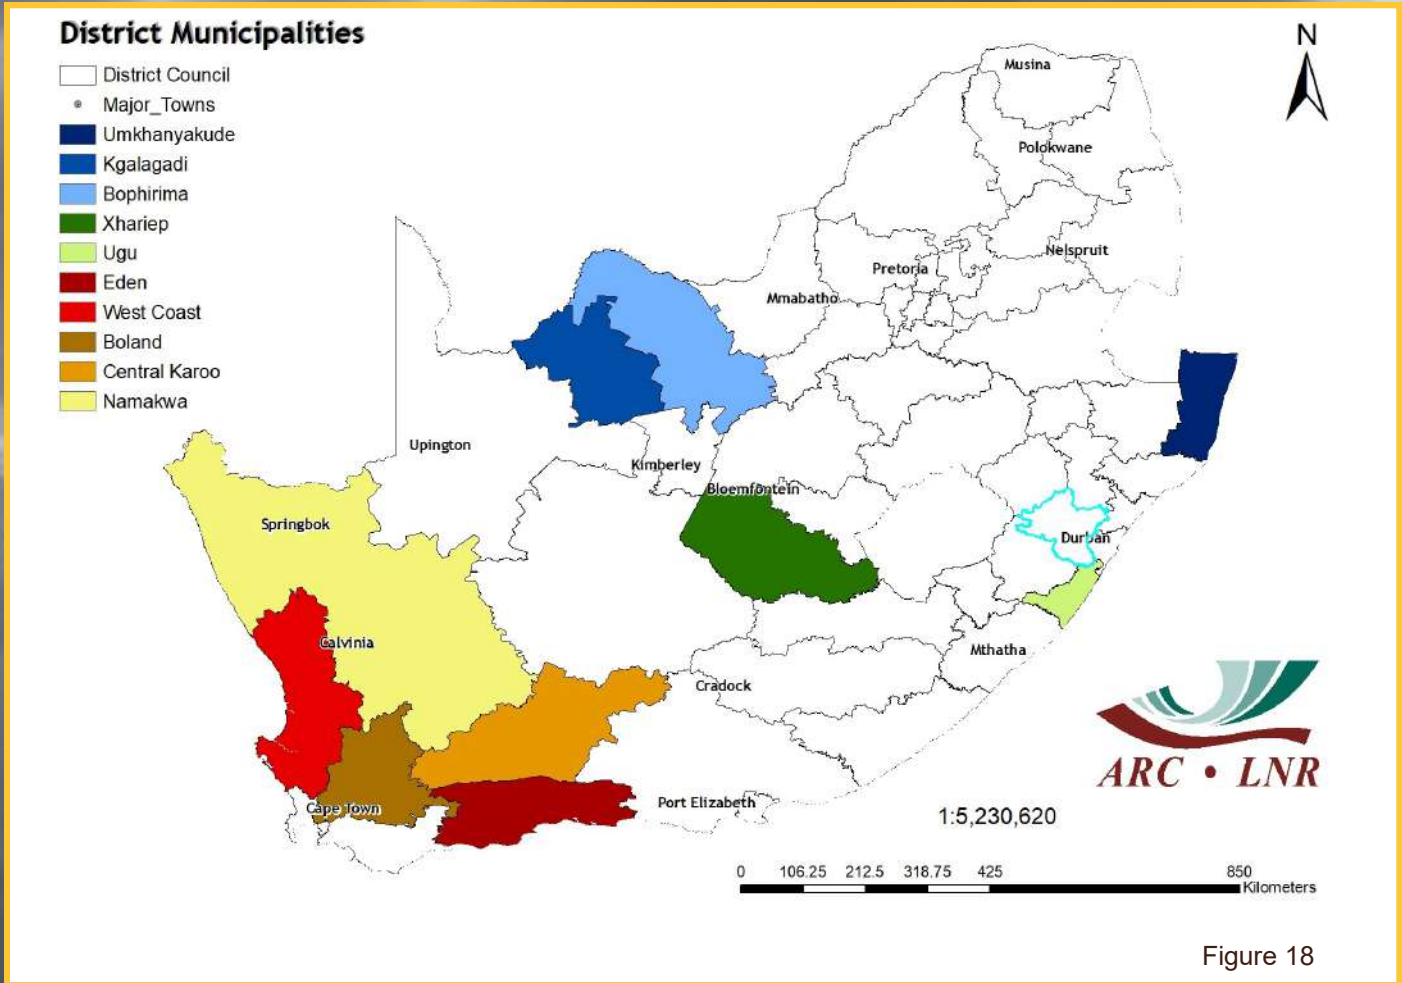 District Municipalities
District Council
Major_Towns
Umkhanyakude
Kgalagadi
Bophirima
Xhariep
Ugu
Eden
West Coast
Boland
Central Karoo
Namakwa
N
Musina
Polokwane
Nelspruit
Pretoria
Mmabatho
Upington
Kimberley
Bloemfontein
Springbok
Durban
Calvinia
Mthatha
Cradock
Cape Town
Port Elizabeth
ARC • LNR
1:5,230,620
0 106.25 212.5 318.75 425 850
Kilometers
Figure 18